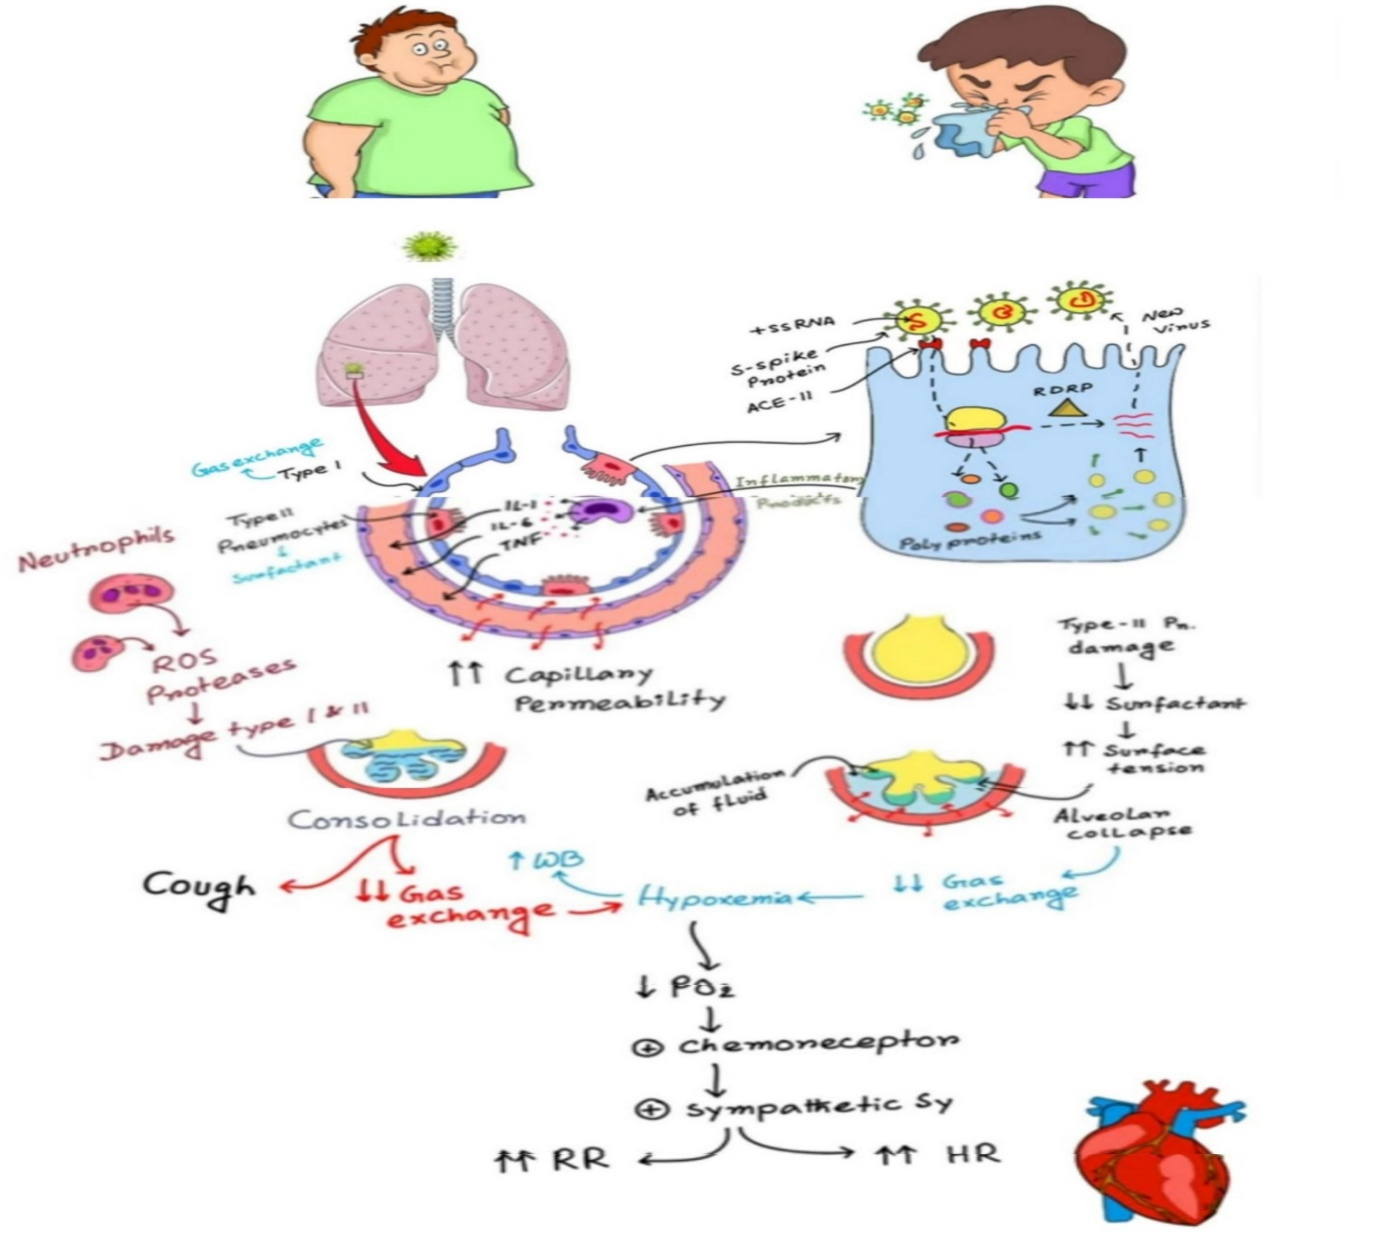 +ssRNA
S-spike
Protein
ACE-II
New
virus
RDRP
Polyproteins
Gas exchange
Type I
Type II
Pneumocytes
Surfactant
IL-1
IL-6
TNF
Inflammatory
Products
Neutrophils
ROS
Proteases
Damage type I & II
↑↑ Capillary
Permeability
Type-II Pn.
damage
↓↓ Surfactant
↑↑ Surface
tension
Alveolar
collapse
Accumulation
of fluid
Consolidation
Cough
↓↓ Gas
exchange
↑ WB
Hypoxemia
↓↓ Gas
exchange
↓ PO2
⊕ Chemoreceptor
⊕ Sympathetic Sy
↑↑ RR
↑↑ HR